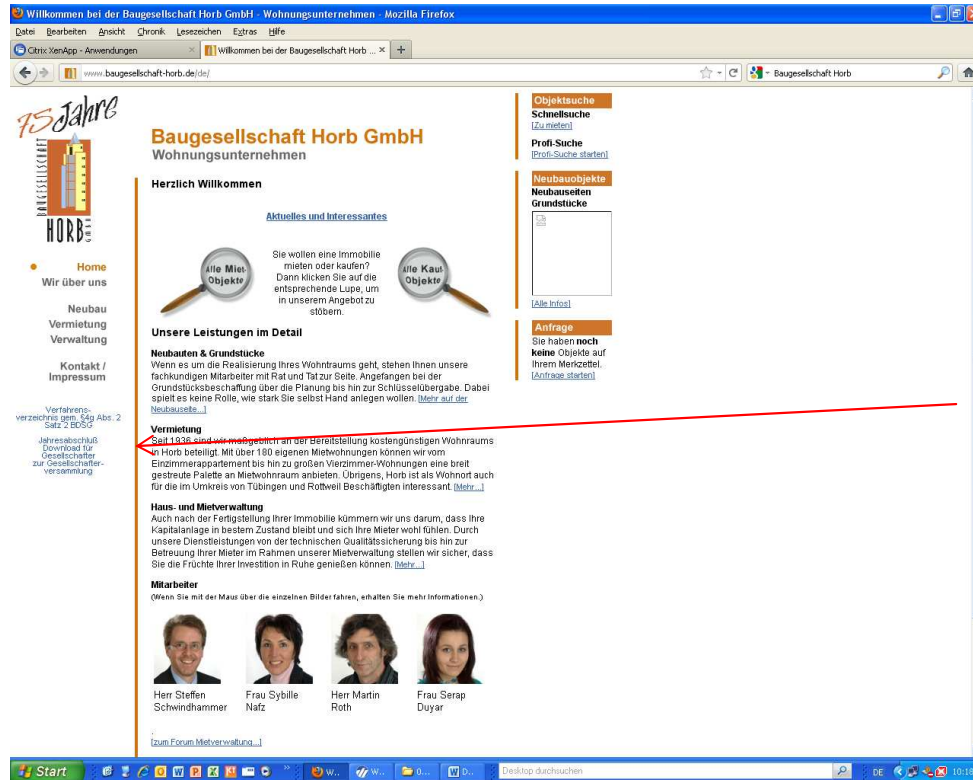 Willkommen bei der Baugesellschaft Horb GmbH - Wohnungsunternehmen - Mozilla Firefox
Datei Bearbeiten Ansicht Chronik Lesezeichen Extras Hilfe
Citrix XenApp - Anwendungen
Willkommen bei der Baugesellschaft Horb ...
www.baugesellschaft-horb.de/de/
Baugesellschaft Horb
75 Jahre
BAUGESELLSCHAFT
HORB
GMBH
Home
Wir über uns
Neubau
Vermietung
Verwaltung
Kontakt /
Impressum
Verfahrens-
verzeichnis gem. §4g Abs. 2
Satz 2 BDSG
Jahresabschluß
Download für
Gesellschafter
zur Gesellschafter-
versammlung
Baugesellschaft Horb GmbH
Wohnungsunternehmen
Herzlich Willkommen
Aktuelles und Interessantes
Alle Miet-
Objekte
Sie wollen eine Immobilie
mieten oder kaufen?
Dann klicken Sie auf die
entsprechende Lupe, um
in unserem Angebot zu
stöbern.
Alle Kauf-
Objekte
Unsere Leistungen im Detail
Neubauten & Grundstücke
Wenn es um die Realisierung Ihres Wohntraums geht, stehen Ihnen unsere
fachkundigen Mitarbeiter mit Rat und Tat zur Seite. Angefangen bei der
Grundstücksbeschaffung über die Planung bis hin zur Schlüsselübergabe. Dabei
spielt es keine Rolle, wie stark Sie selbst Hand anlegen wollen. [Mehr auf der
Neubauseite...]
Vermietung
Seit 1936 sind wir maßgeblich an der Bereitstellung kostengünstigen Wohnraums
in Horb beteiligt. Mit über 180 eigenen Mietwohnungen können wir vom
Einzimmerappartement bis hin zu großen Vierzimmer-Wohnungen eine breit
gestreute Palette an Mietwohnraum anbieten. Übrigens, Horb ist als Wohnort auch
für die im Umkreis von Tübingen und Rottweil Beschäftigten interessant. [Mehr...]
Haus- und Mietverwaltung
Auch nach der Fertigstellung Ihrer Immobilie kümmern wir uns darum, dass Ihre
Kapitalanlage in bestem Zustand bleibt und sich Ihre Mieter wohl fühlen. Durch
unsere Dienstleistungen von der technischen Qualitätssicherung bis hin zur
Betreuung Ihrer Mieter im Rahmen unserer Mietverwaltung stellen wir sicher, dass
Sie die Früchte Ihrer Investition in Ruhe genießen können. [Mehr...]
Mitarbeiter
(Wenn Sie mit der Maus über die einzelnen Bilder fahren, erhalten Sie mehr Informationen.)
Herr Steffen
Schwindhammer
Frau Sybille
Nafz
Herr Martin
Roth
Frau Serap
Duyar
.
[zum Forum Mietverwaltung...]
Objektsuche
Schnellsuche
[Zu mieten]
Profi-Suche
[Profi-Suche starten]
Neubauobjekte
Neubauseiten
Grundstücke
[Alle Infos]
Anfrage
Sie haben noch
keine Objekte auf
Ihrem Merkzettel.
[Anfrage starten]
Start
W..
W..
0...
D..
Desktop durchsuchen
DE
10:16